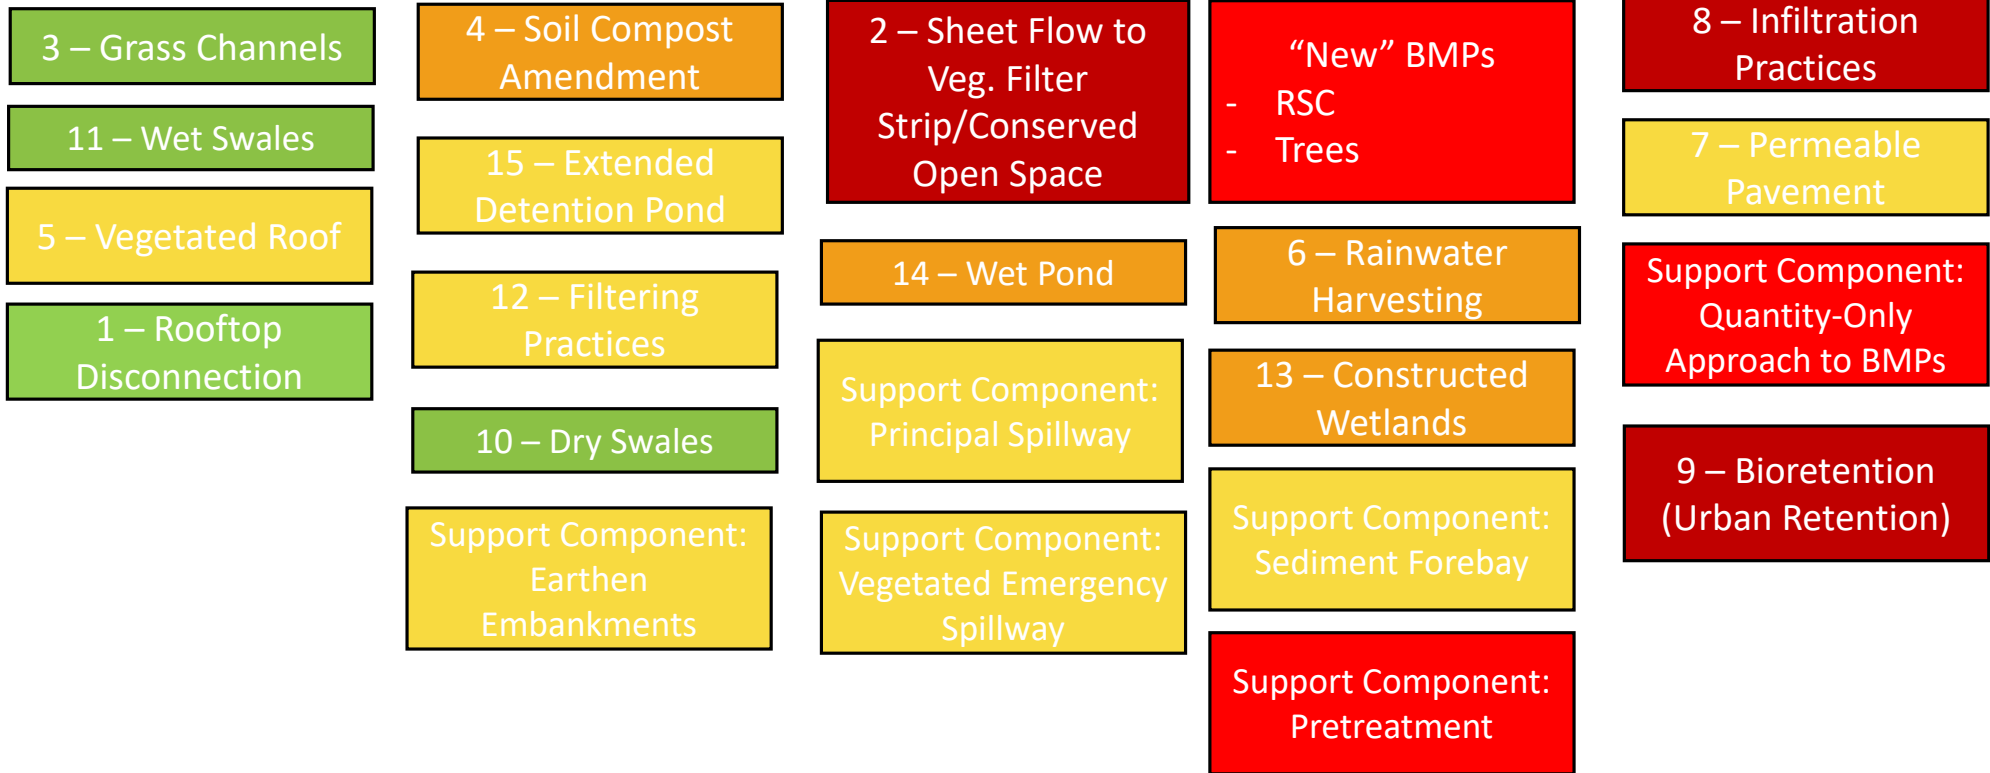 3 – Grass Channels
11 – Wet Swales
5 – Vegetated Roof
1 – Rooftop
Disconnection
4 – Soil Compost
Amendment
15 – Extended
Detention Pond
12 – Filtering
Practices
10 – Dry Swales
Support Component:
Earthen
Embankments
2 – Sheet Flow to
Veg. Filter
Strip/Conserved
Open Space
14 – Wet Pond
Support Component:
Principal Spillway
Support Component:
Vegetated Emergency
Spillway
“New” BMPs
- RSC
- Trees
6 – Rainwater
Harvesting
13 – Constructed
Wetlands
Support Component:
Sediment Forebay
Support Component:
Pretreatment
8 – Infiltration
Practices
7 – Permeable
Pavement
Support Component:
Quantity-Only
Approach to BMPs
9 – Bioretention
(Urban Retention)